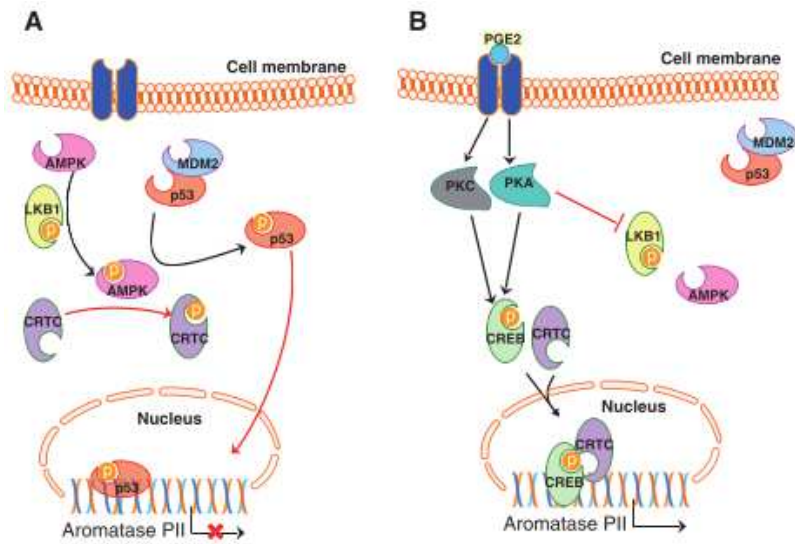 A
Cell membrane
AMPK
MDM2
p53
LKB1
P
P
p53
P
AMPK
CRTC
P
CRTC
Nucleus
P
p53
Aromatase PII
B
PGE2
Cell membrane
MDM2
p53
PKC
PKA
LKB1
P
AMPK
P
CREB
CRTC
Nucleus
CRTC
P
CREB
Aromatase PII